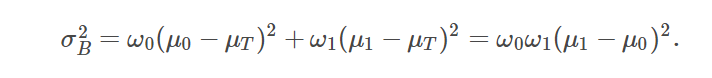 σ_B^2 = ω_0(μ_0 − μ_T)^2 + ω_1(μ_1 − μ_T)^2 = ω_0ω_1(μ_1 − μ_0)^2.